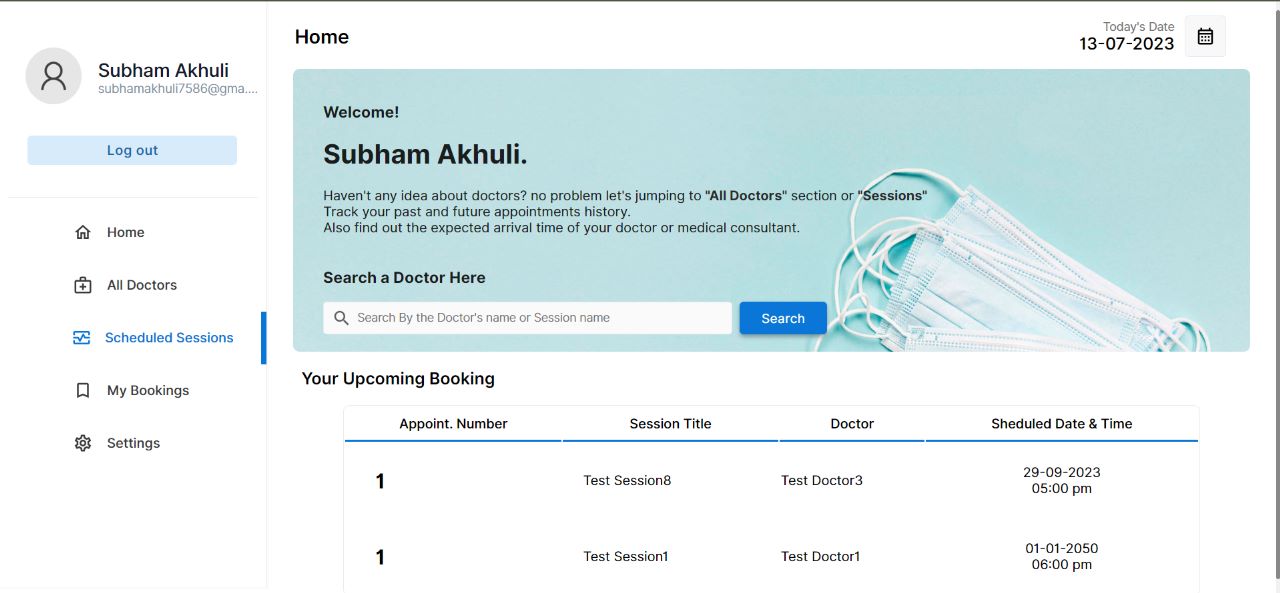 Subham Akhuli
subhamakhuli7586@gma....
Log out
Home
All Doctors
Scheduled Sessions
My Bookings
Settings
Home
Today's Date
13-07-2023
Welcome!
Subham Akhuli.
Haven't any idea about doctors? no problem let's jumping to "All Doctors" section or "Sessions"
Track your past and future appointments history.
Also find out the expected arrival time of your doctor or medical consultant.
Search a Doctor Here
Search By the Doctor's name or Session name
Search
Your Upcoming Booking
Appoint. Number Session Title Doctor Sheduled Date & Time
1 Test Session8 Test Doctor3 29-09-2023
05:00 pm
1 Test Session1 Test Doctor1 01-01-2050
06:00 pm